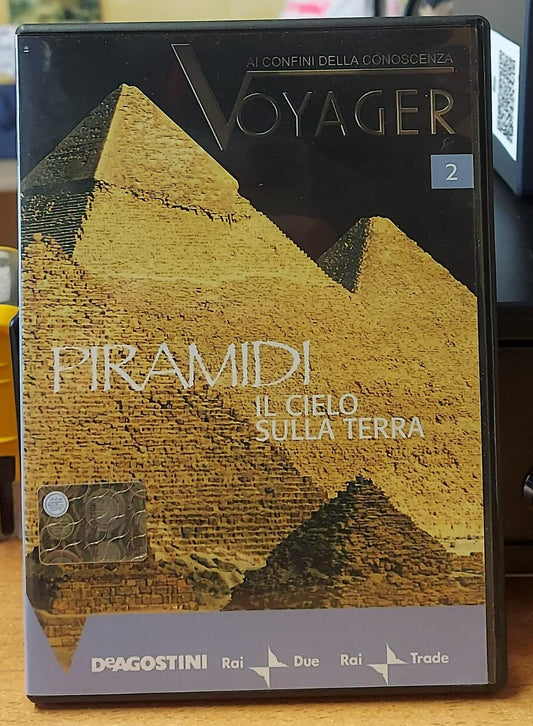 AI CONFINI DELLA CONOSCENZA
VOYAGER
2
PIRAMIDI
IL CIELO
SULLA TERRA
DEAGOSTINI Rai Due Rai Trade